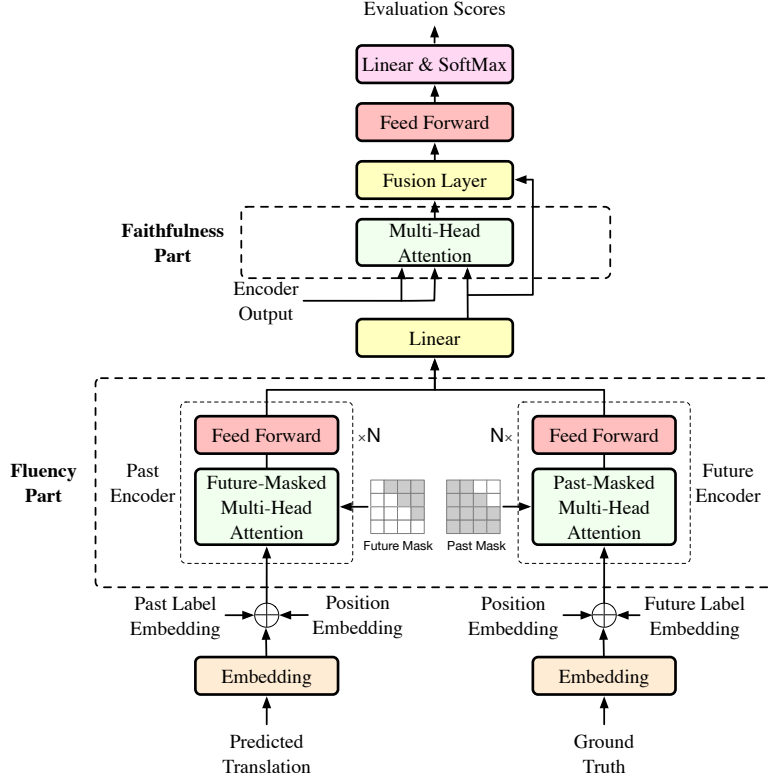 Evaluation Scores
Linear & SoftMax
Feed Forward
Fusion Layer
Faithfulness
Part
Multi-Head
Attention
Encoder
Output
Linear
Fluency
Part
Past
Encoder
Feed Forward
×N
Future-Masked
Multi-Head
Attention
Future Mask
Past Mask
N×
Feed Forward
Past-Masked
Multi-Head
Attention
Future
Encoder
Past Label
Embedding
Position
Embedding
Position
Embedding
Future Label
Embedding
Embedding
Embedding
Predicted
Translation
Ground
Truth